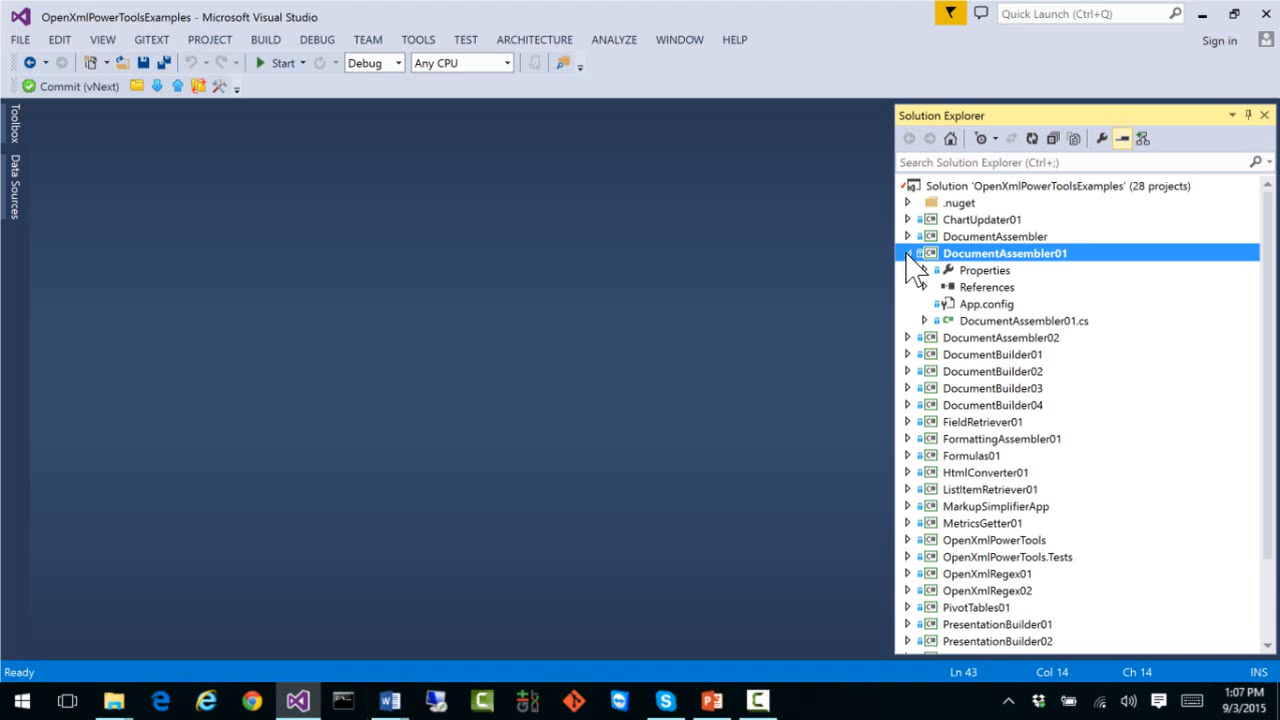 OpenXmlPowerToolsExamples - Microsoft Visual Studio
Quick Launch (Ctrl+Q)
FILE EDIT VIEW GITEXT PROJECT BUILD DEBUG TEAM TOOLS TEST ARCHITECTURE ANALYZE WINDOW HELP
Sign in
Start
Debug
Any CPU
Commit (vNext)
Toolbox
Data Sources
Solution Explorer
Search Solution Explorer (Ctrl+;)
Solution 'OpenXmlPowerToolsExamples' (28 projects)
.nuget
ChartUpdater01
DocumentAssembler
DocumentAssembler01
Properties
References
App.config
DocumentAssembler01.cs
DocumentAssembler02
DocumentBuilder01
DocumentBuilder02
DocumentBuilder03
DocumentBuilder04
FieldRetriever01
FormattingAssembler01
Formulas01
HtmlConverter01
ListItemRetriever01
MarkupSimplifierApp
MetricsGetter01
OpenXmlPowerTools
OpenXmlPowerTools.Tests
OpenXmlRegex01
OpenXmlRegex02
PivotTables01
PresentationBuilder01
PresentationBuilder02
Ready
Ln 43 Col 14 Ch 14 INS
1:07 PM
9/3/2015